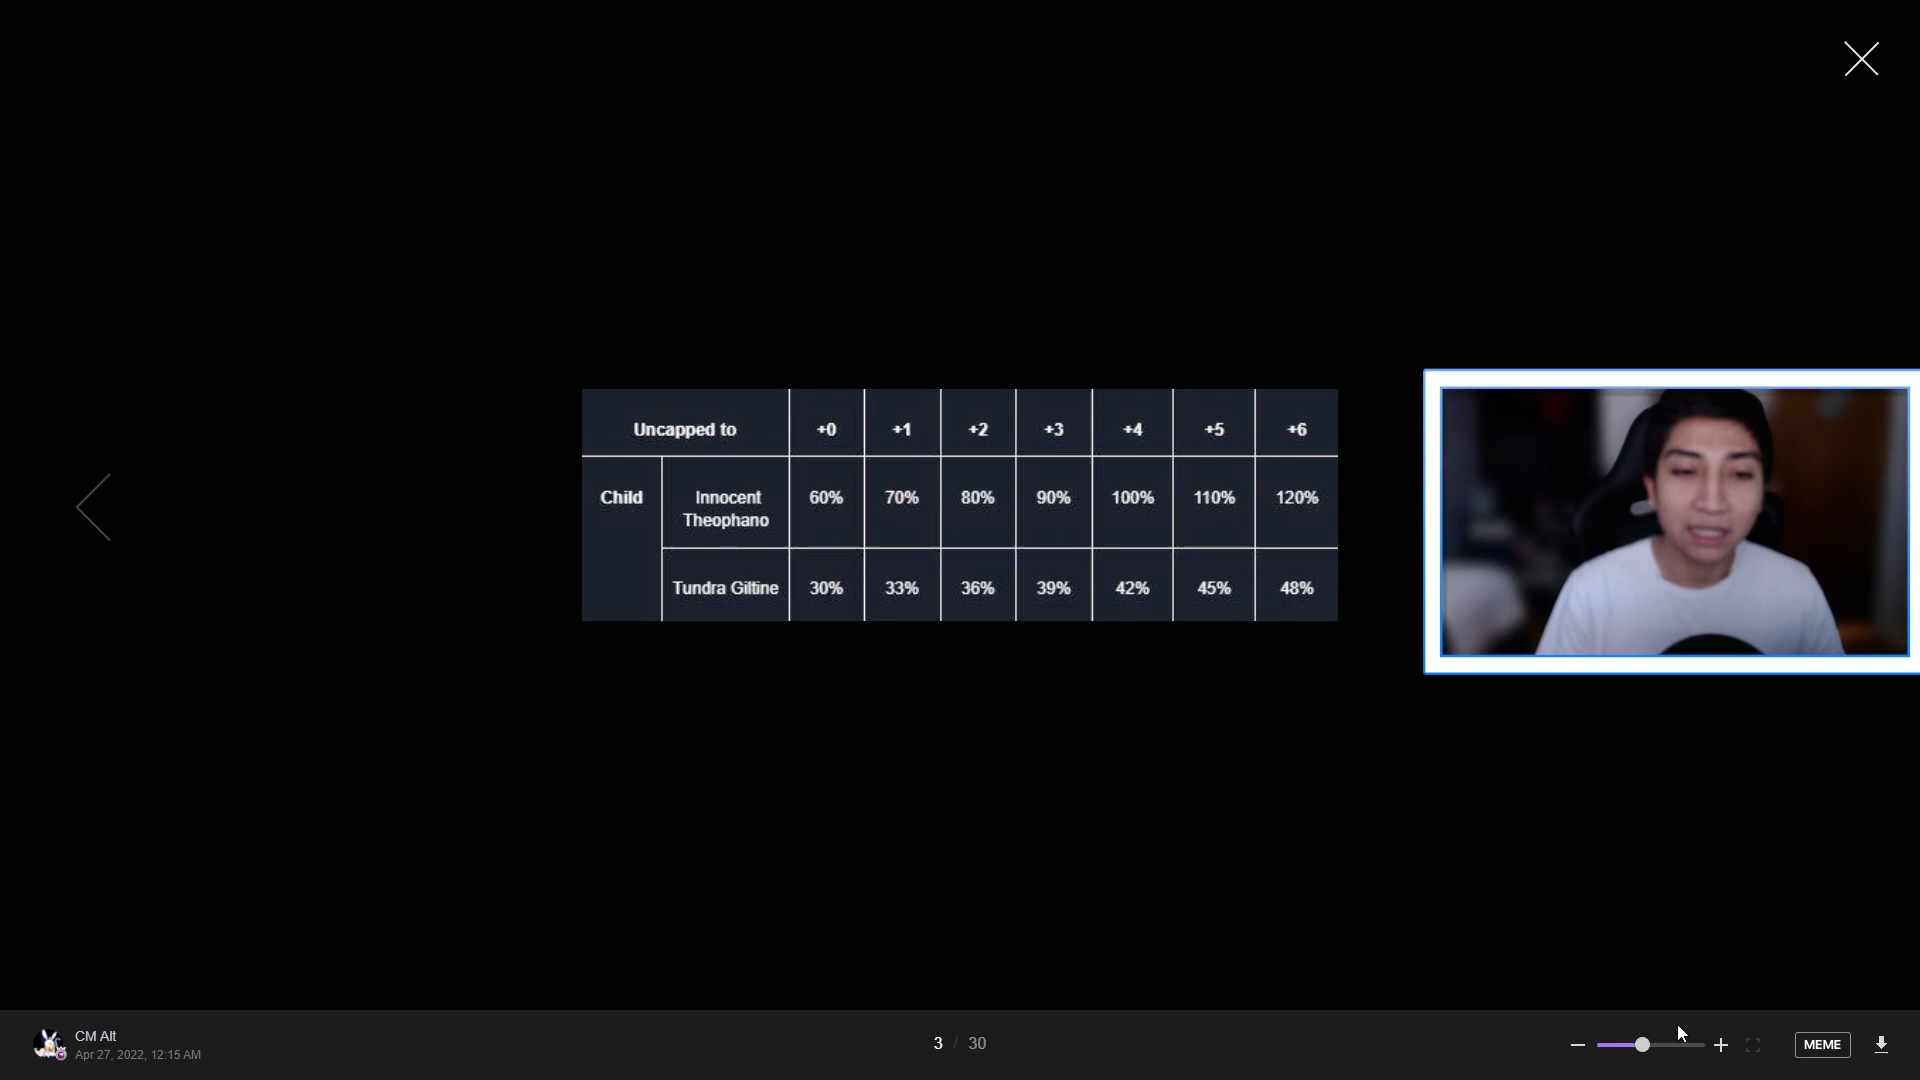 Uncapped to +0 +1 +2 +3 +4 +5 +6
Child Innocent 60% 70% 80% 90% 100% 110% 120%
Theophano
Tundra Giltine 30% 33% 36% 39% 42% 45% 48%
CM Alt
Apr 27, 2022, 12:15 AM
3 / 30
MEME